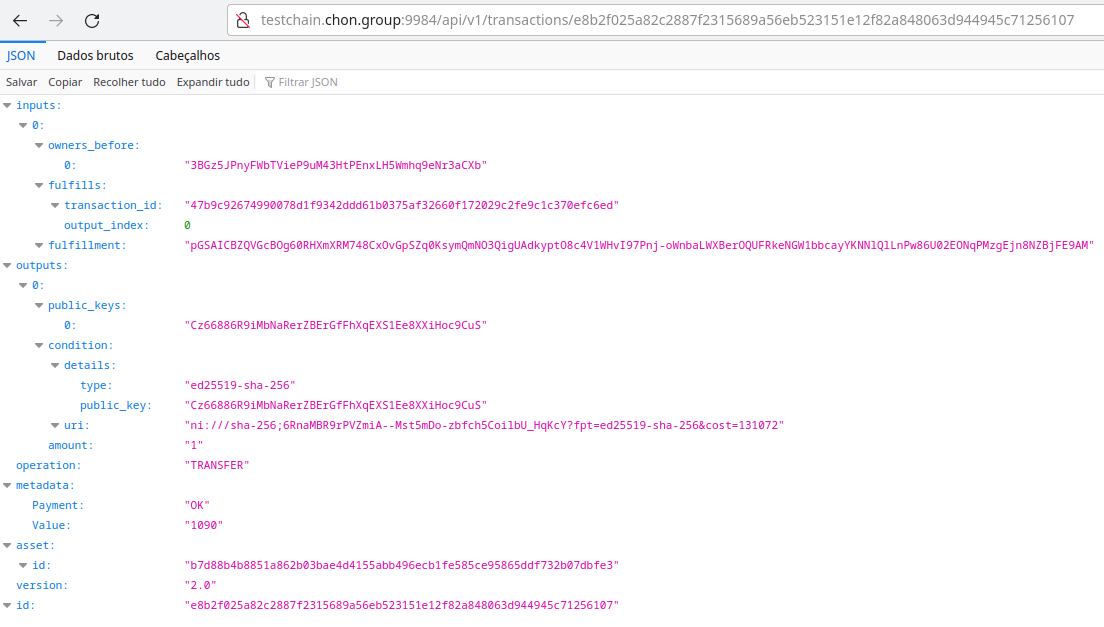 testchain.chon.group:9984/api/v1/transactions/e8b2f025a82c2887f2315689a56eb523151e12f82a848063d944945c71256107
JSON Dados brutos Cabeçalhos
Salvar Copiar Recolher tudo Expandir tudo Filtrar JSON
inputs:
0:
owners_before:
0: "3BGz5JPnyFWbTVieP9uM43HtPEnxLH5Wmhq9eNr3aCXb"
fulfills:
transaction_id: "47b9c92674990078d1f9342ddd61b0375af32660f172029c2fe9c1c370efc6ed"
output_index: 0
fulfillment: "pGSAICBZQVGcBOg60RHXmXRM748CxOvGpSZq0KsymQmNO3QigUAdkyptO8c4V1WHvI97Pnj-oWnbaLWXBerOQUFRkeNGW1bbcayYKNNlQlLnPw86U02EONqPMzgEjn8NZBjFE9AM"
outputs:
0:
public_keys:
0: "Cz66886R9iMbNaRerZBErGfFhXqEXS1Ee8XXiHoc9CuS"
condition:
details:
type: "ed25519-sha-256"
public_key: "Cz66886R9iMbNaRerZBErGfFhXqEXS1Ee8XXiHoc9CuS"
uri: "ni:///sha-256;6RnaMBR9rPVZmiA--Mst5mDo-zbfch5CoilbU_HqKcY?fpt=ed25519-sha-256&cost=131072"
amount: "1"
operation: "TRANSFER"
metadata:
Payment: "OK"
Value: "1090"
asset:
id: "b7d88b4b8851a862b03bae4d4155abb496ecb1fe585ce95865ddf732b07dbfe3"
version: "2.0"
id: "e8b2f025a82c2887f2315689a56eb523151e12f82a848063d944945c71256107"